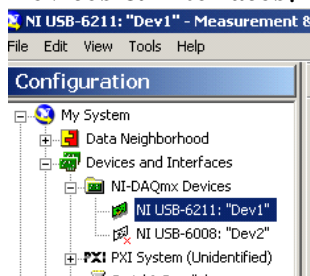 NI USB-6211: "Dev1" - Measurement &
File Edit View Tools Help
Configuration
My System
Data Neighborhood
Devices and Interfaces
NI-DAQmx Devices
NI USB-6211: "Dev1"
NI USB-6008: "Dev2"
PXI PXI System (Unidentified)